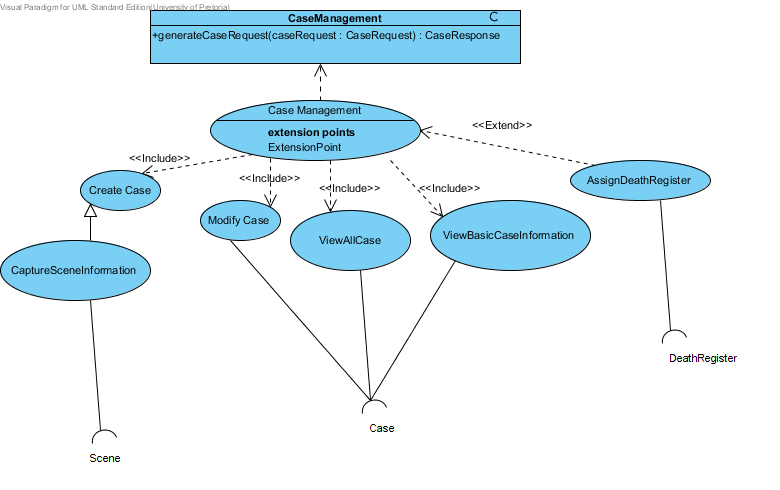 Visual Paradigm for UML Standard Edition(University of Pretoria)
CaseManagement
+generateCaseRequest(caseRequest : CaseRequest) : CaseResponse
Case Management
extension points
ExtensionPoint
<<Extend>>
<<Include>>
<<Include>>
<<Include>>
<<Include>>
Create Case
AssignDeathRegister
Modify Case
ViewAllCase
ViewBasicCaseInformation
CaptureSceneInformation
DeathRegister
Case
Scene